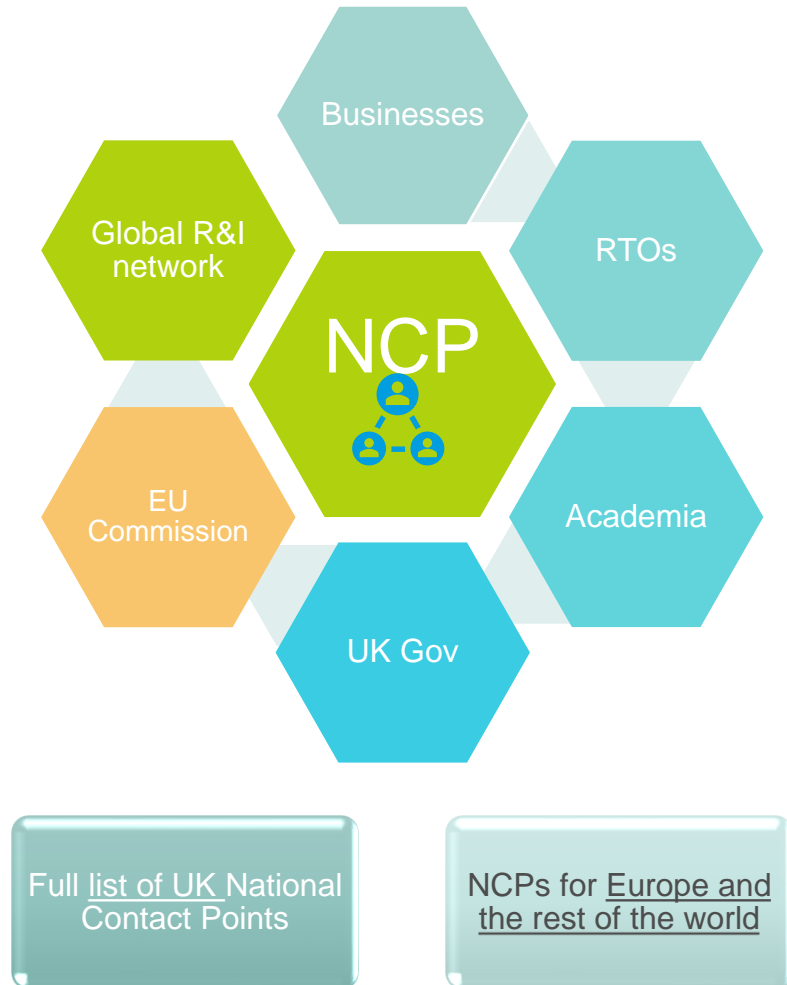 Businesses
Global R&I
network
RTOs
NCP
EU
Commission
Academia
UK Gov
Full list of UK National
Contact Points
NCPs for Europe and
the rest of the world